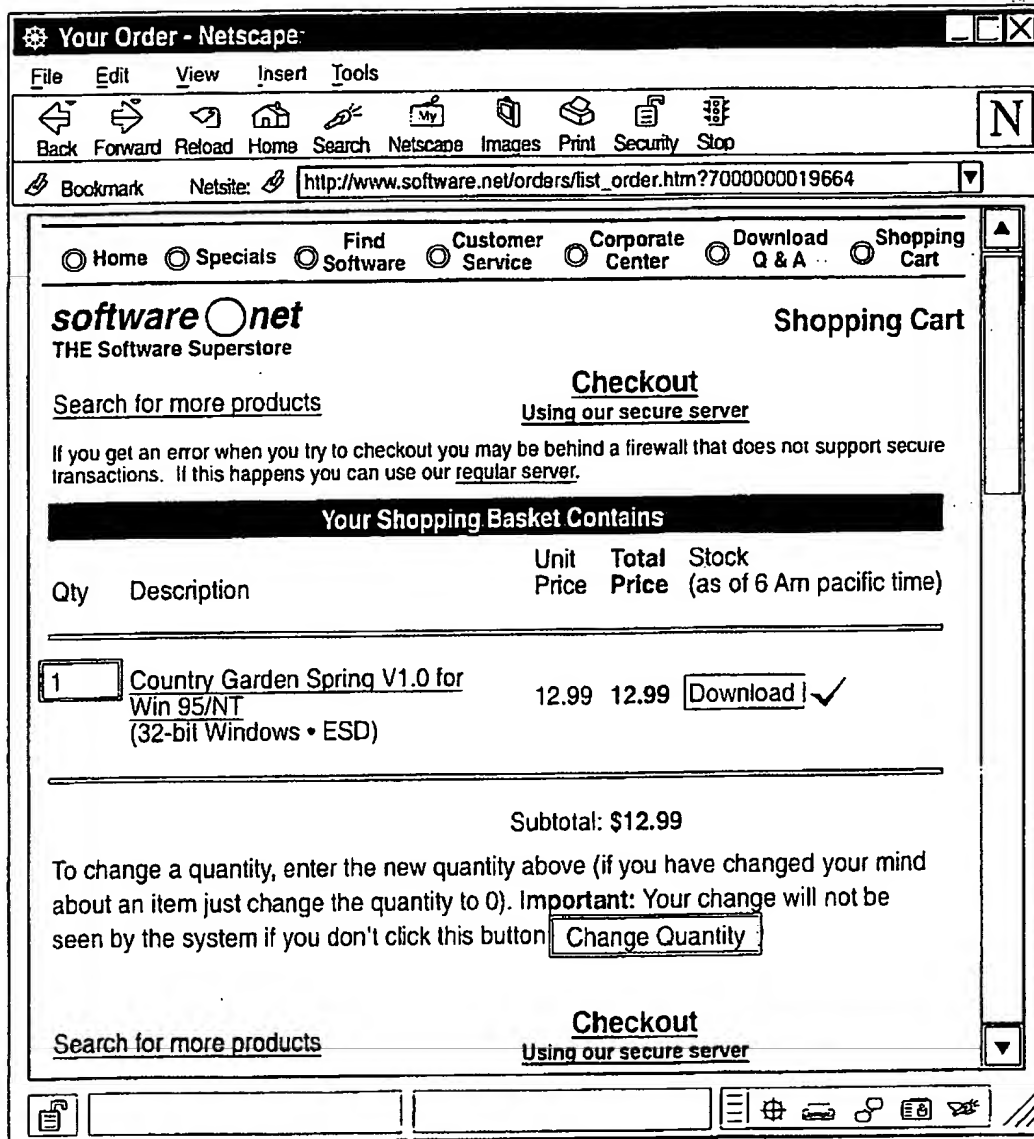 Your Order - Netscape
File Edit View Insert Tools
My
N
Back Forward Reload Home Search Netscape Images Print Security Stop
Bookmark Netsite: http://www.software.net/orders/list_order.htm?7000000019664
Home Specials Find Software Customer Service Corporate Center Download Q & A Shopping Cart
software net Shopping Cart
THE Software Superstore
Checkout
Search for more products Using our secure server
If you get an error when you try to checkout you may be behind a firewall that does not support secure
transactions. If this happens you can use our regular server.
Your Shopping Basket Contains
Unit Total Stock
Qty Description Price Price (as of 6 Am pacific time)
1 Country Garden Spring V1.0 for
Win 95/NT 12.99 12.99 Download
(32-bit Windows • ESD)
Subtotal: $12.99
To change a quantity, enter the new quantity above (if you have changed your mind
about an item just change the quantity to 0). Important: Your change will not be
seen by the system if you don't click this button Change Quantity
Checkout
Search for more products Using our secure server